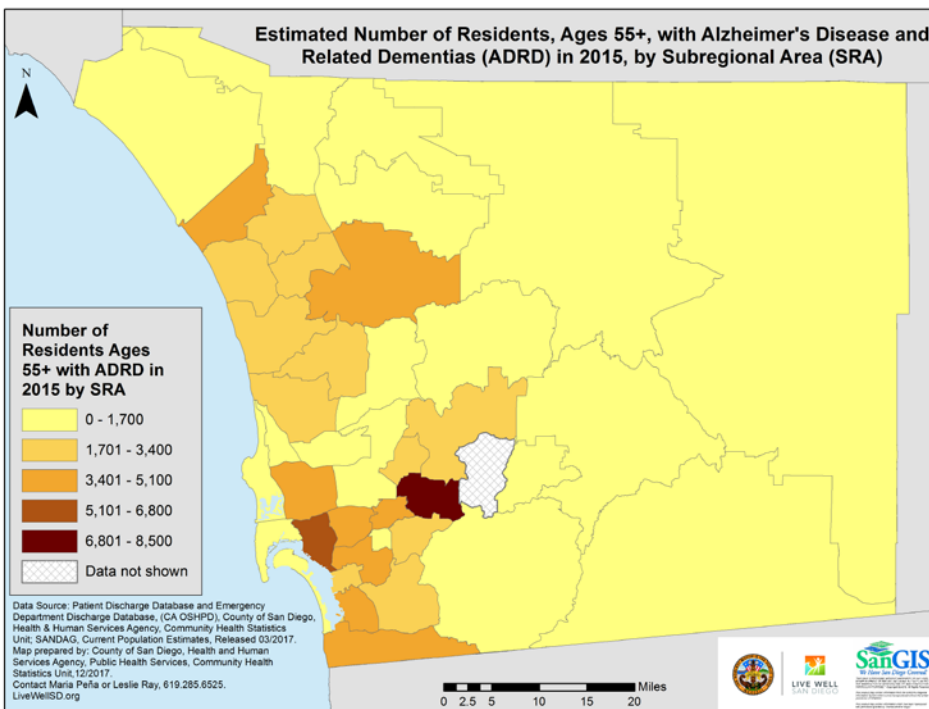 Estimated Number of Residents, Ages 55+, with Alzheimer's Disease and
Related Dementias (ADRD) in 2015, by Subregional Area (SRA)
N
Number of
Residents Ages
55+ with ADRD in
2015 by SRA
0 - 1,700
1,701 - 3,400
3,401 - 5,100
5,101 - 6,800
6,801 - 8,500
Data not shown
Data Source: Patient Discharge Database and Emergency
Department Discharge Database, (CA OSHPD), County of San Diego,
Health & Human Services Agency, Community Health Statistics
Unit; SANDAG, Current Population Estimates, Released 03/2017.
Map prepared by: County of San Diego, Health and Human
Services Agency, Public Health Services, Community Health
Statistics Unit,12/2017.
Contact Maria Peña or Leslie Ray, 619.285.6525.
LiveWellSD.org
Miles
0 2.5 5 10 15 20
LIVE WELL
SAN DIEGO
SanGIS
We Have San Diego Covered